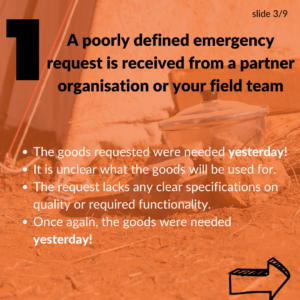 slide 3/9
1
A poorly defined emergency
request is received from a partner
organisation or your field team
• The goods requested were needed yesterday!
• It is unclear what the goods will be used for.
• The request lacks any clear specifications on
quality or required functionality.
• Once again, the goods were needed
yesterday!